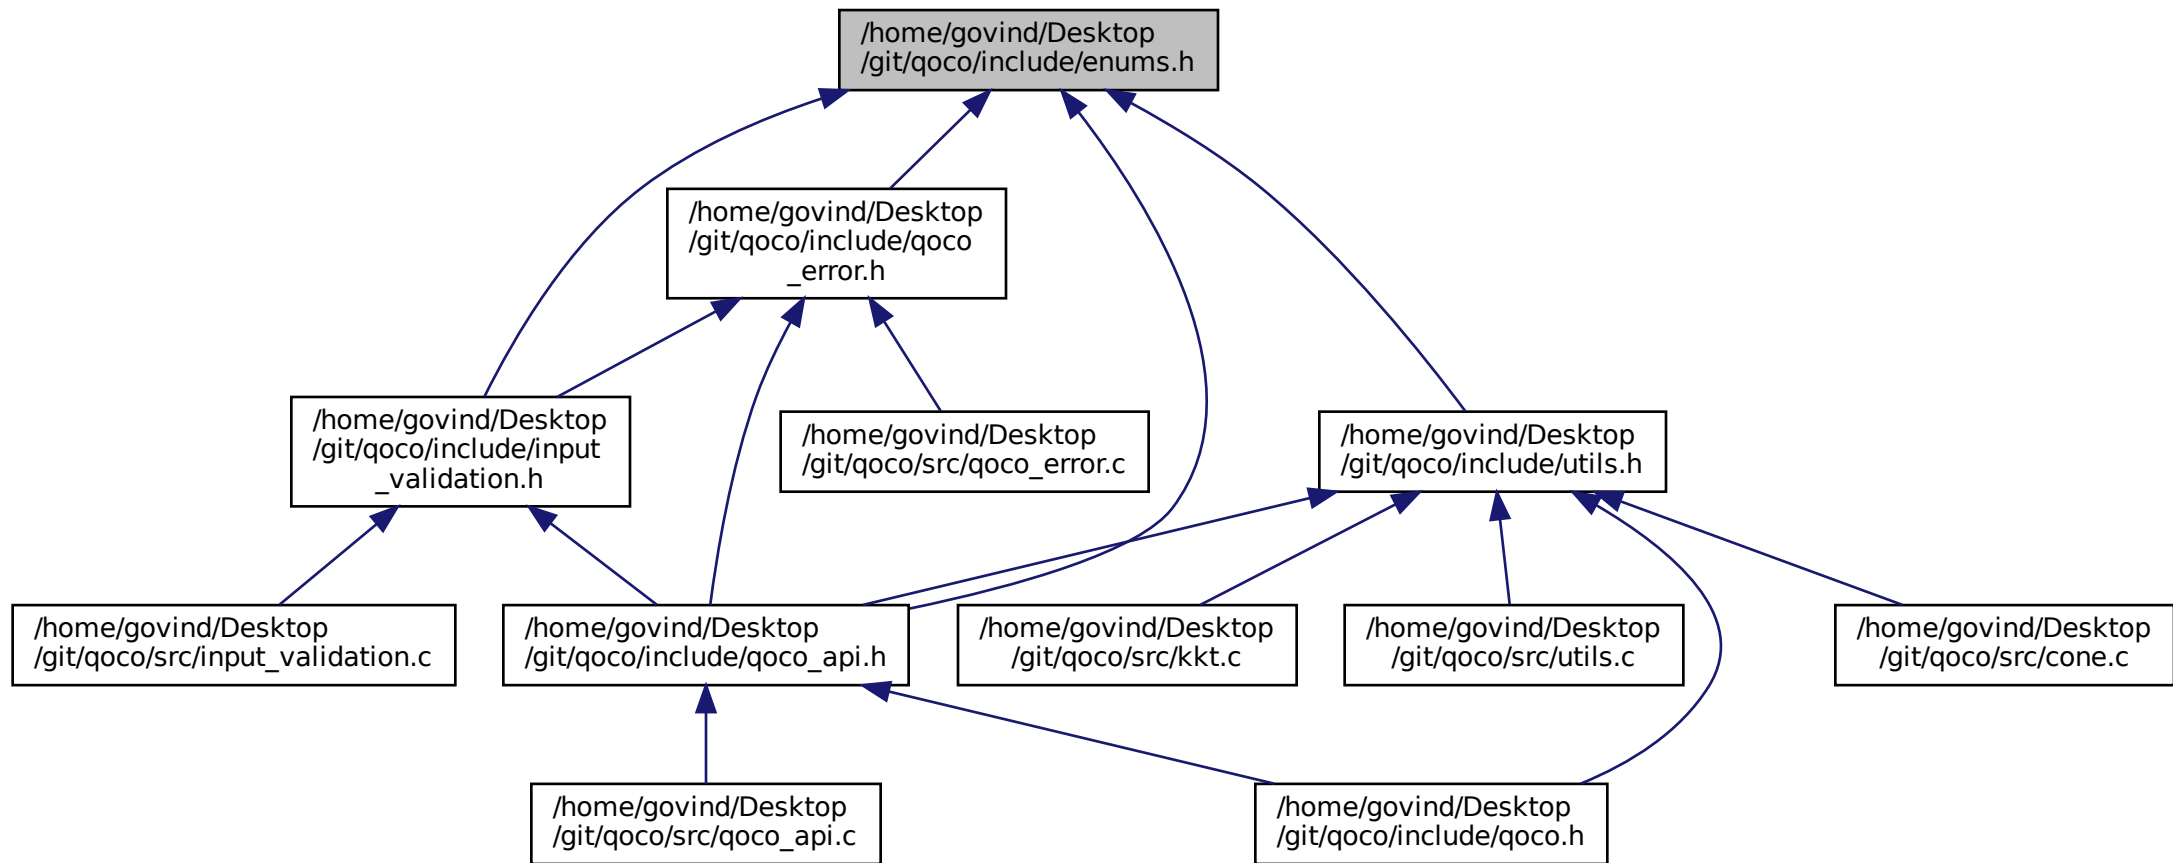 /home/govind/Desktop
/git/qoco/include/enums.h
/home/govind/Desktop
/git/qoco/include/qoco
_error.h
/home/govind/Desktop
/git/qoco/include/input
_validation.h
/home/govind/Desktop
/git/qoco/src/qoco_error.c
/home/govind/Desktop
/git/qoco/include/utils.h
/home/govind/Desktop
/git/qoco/src/input_validation.c
/home/govind/Desktop
/git/qoco/include/qoco_api.h
/home/govind/Desktop
/git/qoco/src/kkt.c
/home/govind/Desktop
/git/qoco/src/utils.c
/home/govind/Desktop
/git/qoco/src/cone.c
/home/govind/Desktop
/git/qoco/src/qoco_api.c
/home/govind/Desktop
/git/qoco/include/qoco.h